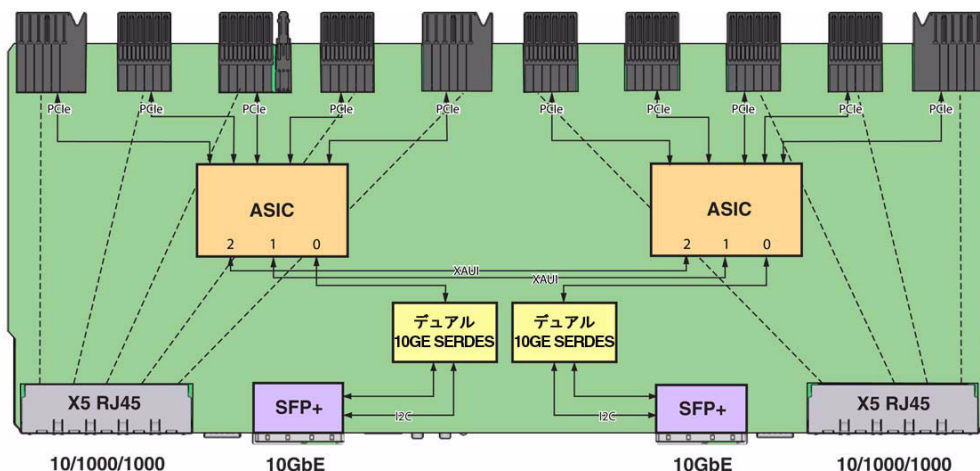 PCIe PCIe PCIe PCIe PCIe PCIe PCIe PCIe PCIe PCIe
ASIC ASIC
2 1 0 2 1 0
XAUI
XAUI
デュアル デュアル
10GE SERDES 10GE SERDES
X5 RJ45 SFP+ I2C I2C SFP+ X5 RJ45
10/1000/1000 10GbE 10GbE 10/1000/1000